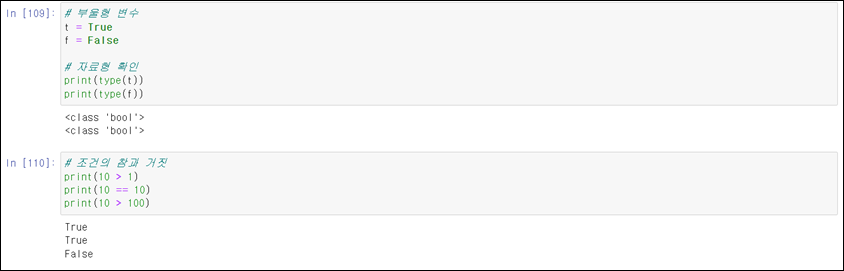 In [109]:
# 부울형 변수
t = True
f = False
# 자료형 확인
print(type(t))
print(type(f))
<class 'bool'>
<class 'bool'>
In [110]:
# 조건의 참과 거짓
print(10 > 1)
print(10 == 10)
print(10 > 100)
True
True
False